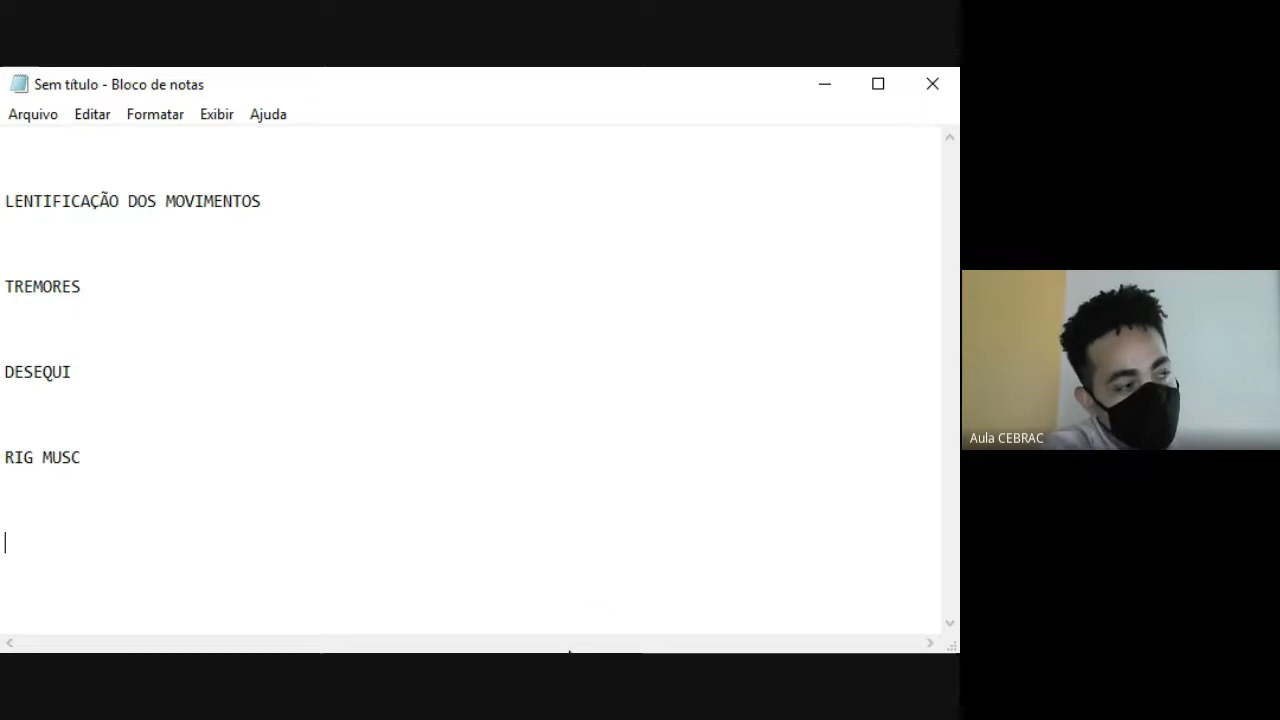 Sem título - Bloco de notas
Arquivo Editar Formatar Exibir Ajuda
LENTIFICAÇÃO DOS MOVIMENTOS
TREMORES
DESEQUI
RIG MUSC
Aula CEBRAC